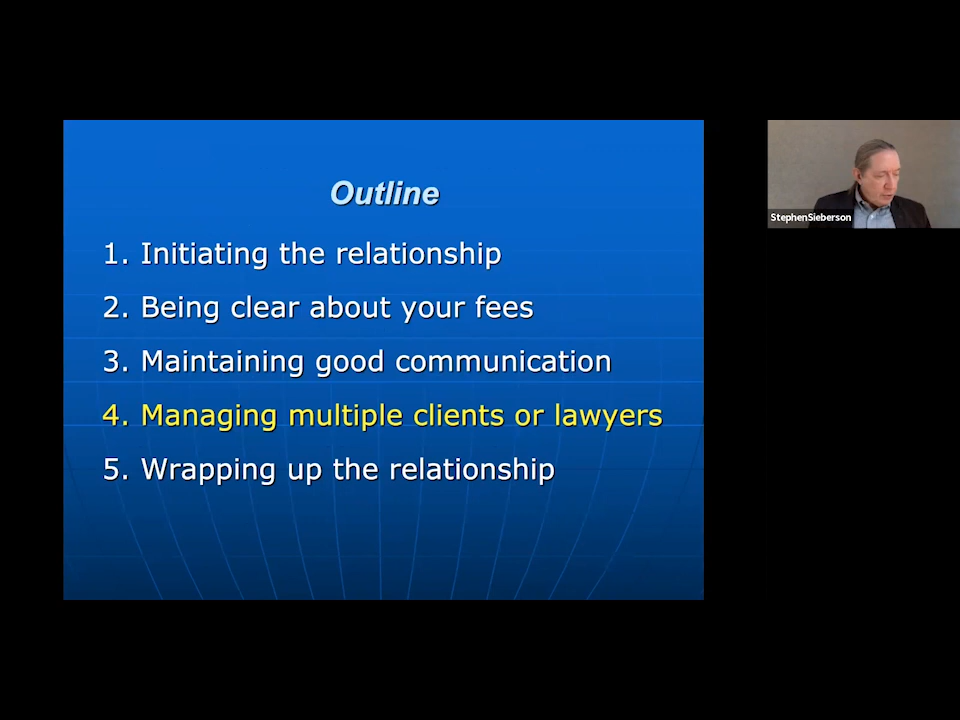 Outline
1. Initiating the relationship
2. Being clear about your fees
3. Maintaining good communication
4. Managing multiple clients or lawyers
5. Wrapping up the relationship
StephenSieberson